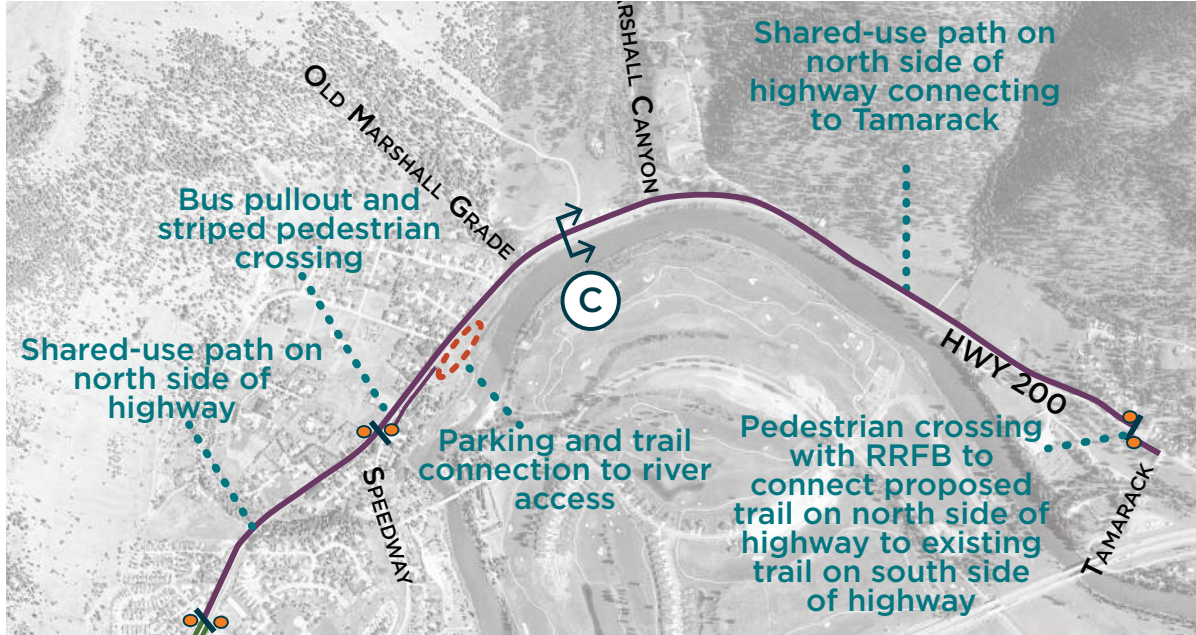 Shared-use path on
north side of
highway connecting
to Tamarack
OLD MARSHALL GRADE
CANYON
Bus pullout and
striped pedestrian
crossing
C
Shared-use path on
north side of
highway
HWY 200
Parking and trail
connection to river
access
SPEEDWAY
Pedestrian crossing
with RRFB to
connect proposed
trail on north side of
highway to existing
trail on south side
of highway
TAMARACK